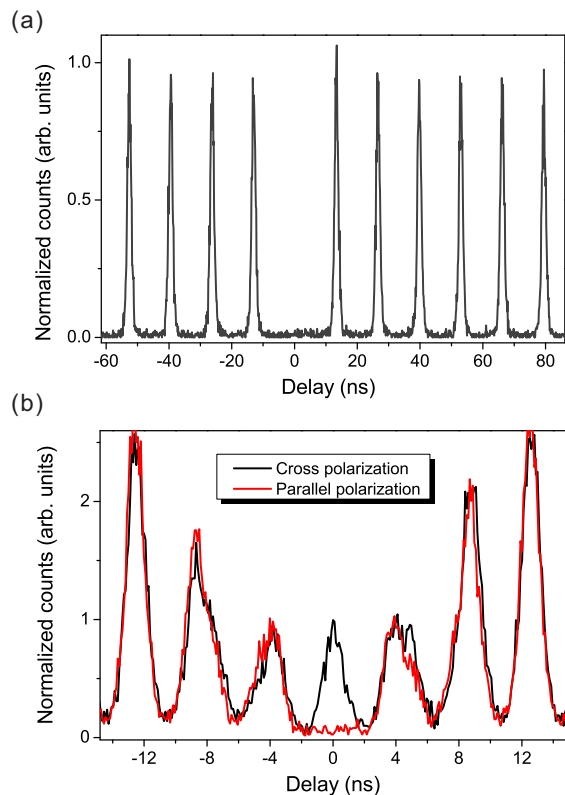 (a)
Normalized counts (arb. units)
1.0
0.5
0.0
-60 -40 -20 0 20 40 60 80
Delay (ns)
(b)
Normalized counts (arb. units)
Cross polarization
Parallel polarization
2
1
0
-12 -8 -4 0 4 8 12
Delay (ns)